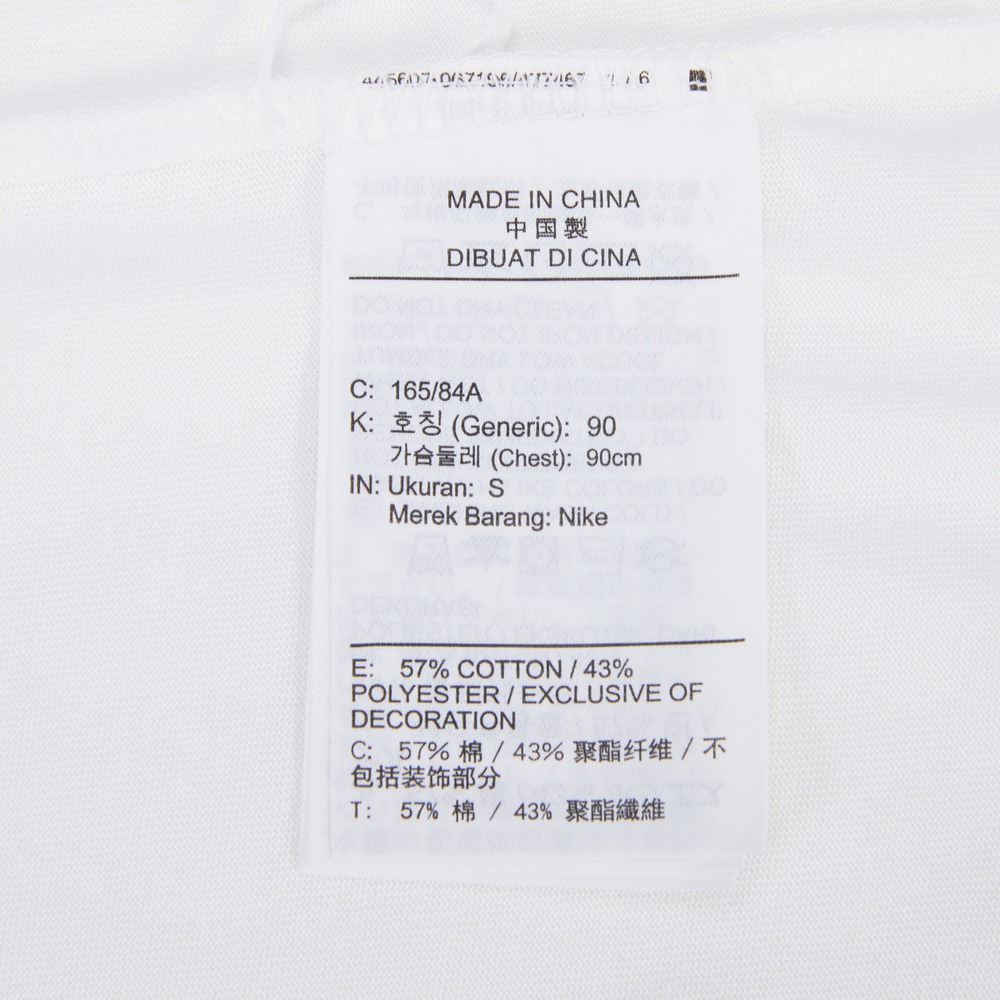 MADE IN CHINA
中国製
DIBUAT DI CINA
C: 165/84A
K: 호칭 (Generic): 90
가슴둘레 (Chest): 90cm
IN: Ukuran: S
Merek Barang: Nike
E: 57% COTTON / 43%
POLYESTER / EXCLUSIVE OF
DECORATION
C: 57% 棉 / 43% 聚酯纤维 / 不
包括装饰部分
T: 57% 棉 / 43% 聚酯纖維